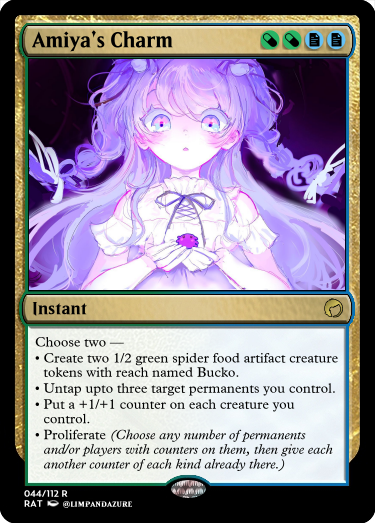 Amiya's Charm
Instant
Choose two —
• Create two 1/2 green spider food artifact creature
tokens with reach named Bucko.
• Untap upto three target permanents you control.
• Put a +1/+1 counter on each creature you
control.
• Proliferate (Choose any number of permanents
and/or players with counters on them, then give each
another counter of each kind already there.)
044/112 R
RAT @LIMPANDAZURE